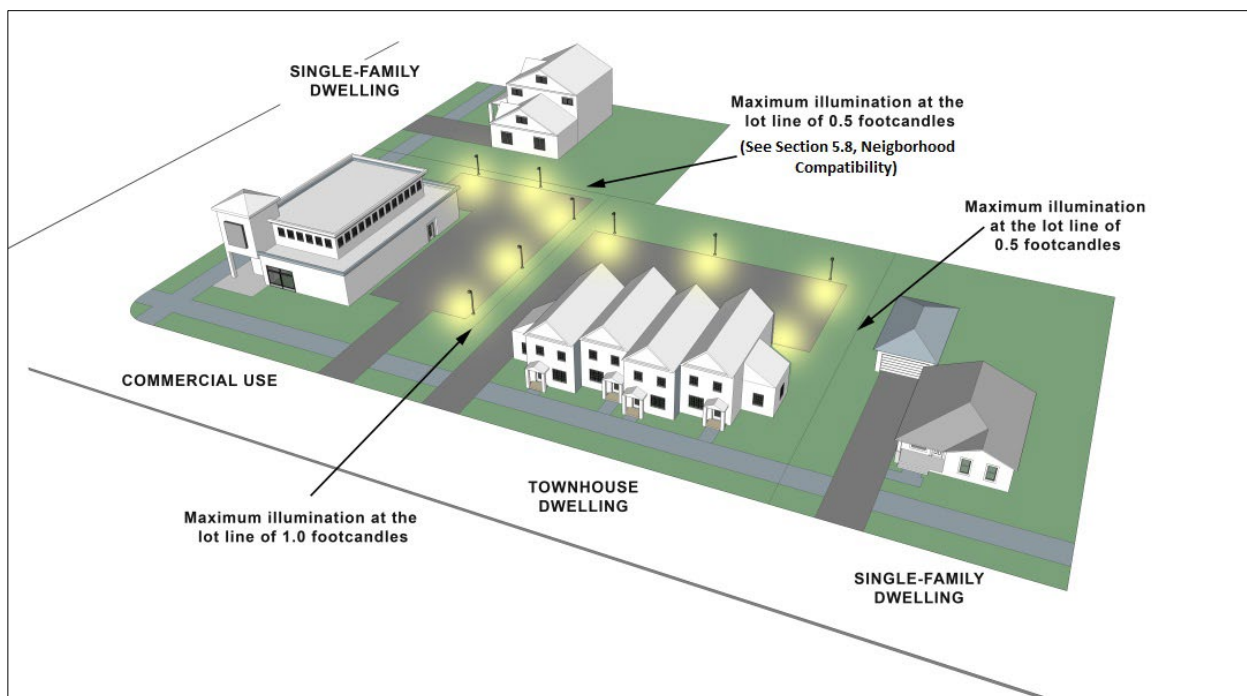 SINGLE-FAMILY
DWELLING
Maximum illumination at the
lot line of 0.5 footcandles
(See Section 5.8, Neigborhood
Compatibility)
Maximum illumination
at the lot line of
0.5 footcandles
COMMERCIAL USE
TOWNHOUSE
DWELLING
Maximum illumination at the
lot line of 1.0 footcandles
SINGLE-FAMILY
DWELLING